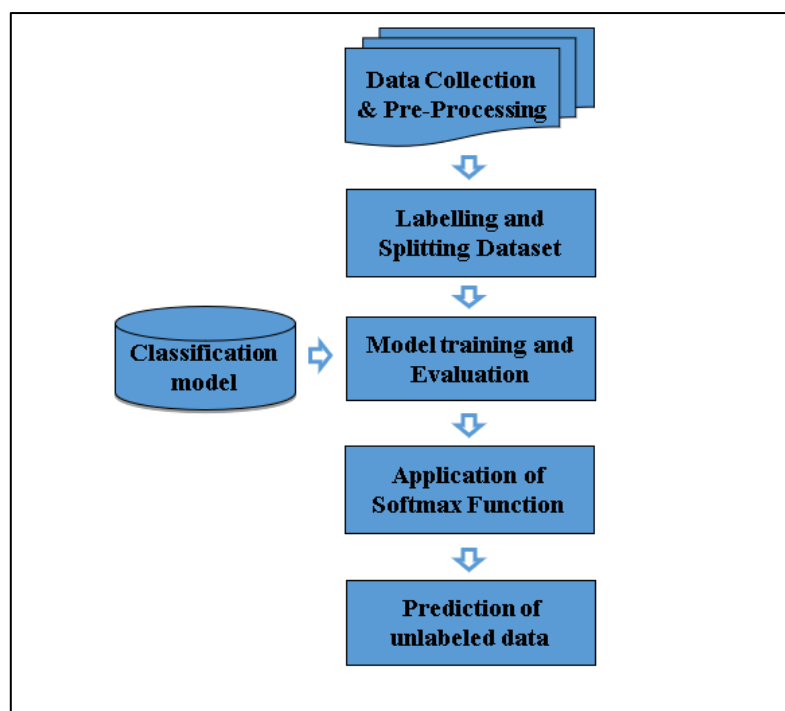 Data Collection
& Pre-Processing
Labelling and
Splitting Dataset
Classification
model
Model training and
Evaluation
Application of
Softmax Function
Prediction of
unlabeled data